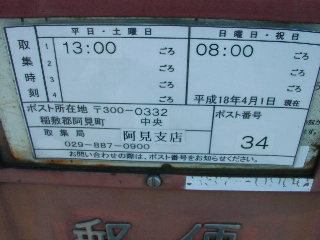 平日・土曜日 日曜日・祝日
取集時刻
1 13:00 ごろ 08:00 ごろ
2 ごろ ごろ
3 ごろ ごろ
4 ごろ
平成18年4月1日 現在
ポスト所在地 〒300-0332 ポスト番号
稲敷郡阿見町 中央
取集局 阿見支店 34
029-887-0900
お問い合わせの際は、ポスト番号をお知らせください。
郵便